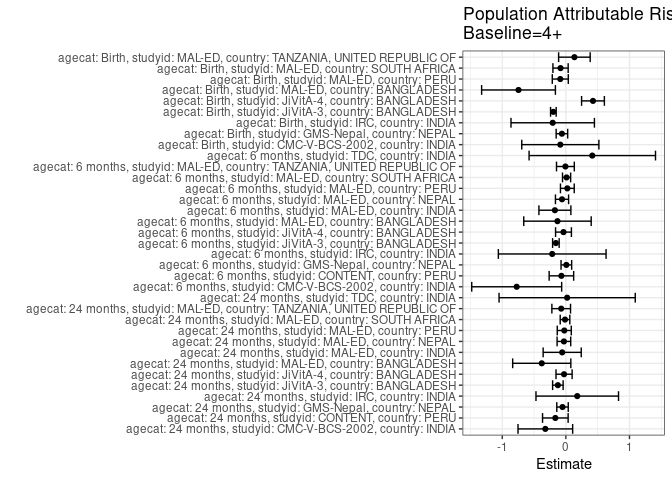 Population Attributable Ris
Baseline=4+
agecat: Birth, studyid: MAL-ED, country: TANZANIA, UNITED REPUBLIC OF
agecat: Birth, studyid: MAL-ED, country: SOUTH AFRICA
agecat: Birth, studyid: MAL-ED, country: PERU
agecat: Birth, studyid: MAL-ED, country: BANGLADESH
agecat: Birth, studyid: JiVitA-4, country: BANGLADESH
agecat: Birth, studyid: JiVitA-3, country: BANGLADESH
agecat: Birth, studyid: IRC, country: INDIA
agecat: Birth, studyid: GMS-Nepal, country: NEPAL
agecat: Birth, studyid: CMC-V-BCS-2002, country: INDIA
agecat: 6 months, studyid: TDC, country: INDIA
agecat: 6 months, studyid: MAL-ED, country: TANZANIA, UNITED REPUBLIC OF
agecat: 6 months, studyid: MAL-ED, country: SOUTH AFRICA
agecat: 6 months, studyid: MAL-ED, country: PERU
agecat: 6 months, studyid: MAL-ED, country: NEPAL
agecat: 6 months, studyid: MAL-ED, country: INDIA
agecat: 6 months, studyid: MAL-ED, country: BANGLADESH
agecat: 6 months, studyid: JiVitA-4, country: BANGLADESH
agecat: 6 months, studyid: JiVitA-3, country: BANGLADESH
agecat: 6 months, studyid: IRC, country: INDIA
agecat: 6 months, studyid: GMS-Nepal, country: NEPAL
agecat: 6 months, studyid: CONTENT, country: PERU
agecat: 6 months, studyid: CMC-V-BCS-2002, country: INDIA
agecat: 24 months, studyid: TDC, country: INDIA
agecat: 24 months, studyid: MAL-ED, country: TANZANIA, UNITED REPUBLIC OF
agecat: 24 months, studyid: MAL-ED, country: SOUTH AFRICA
agecat: 24 months, studyid: MAL-ED, country: PERU
agecat: 24 months, studyid: MAL-ED, country: NEPAL
agecat: 24 months, studyid: MAL-ED, country: INDIA
agecat: 24 months, studyid: MAL-ED, country: BANGLADESH
agecat: 24 months, studyid: JiVitA-4, country: BANGLADESH
agecat: 24 months, studyid: JiVitA-3, country: BANGLADESH
agecat: 24 months, studyid: IRC, country: INDIA
agecat: 24 months, studyid: GMS-Nepal, country: NEPAL
agecat: 24 months, studyid: CONTENT, country: PERU
agecat: 24 months, studyid: CMC-V-BCS-2002, country: INDIA
-1 0 1
Estimate